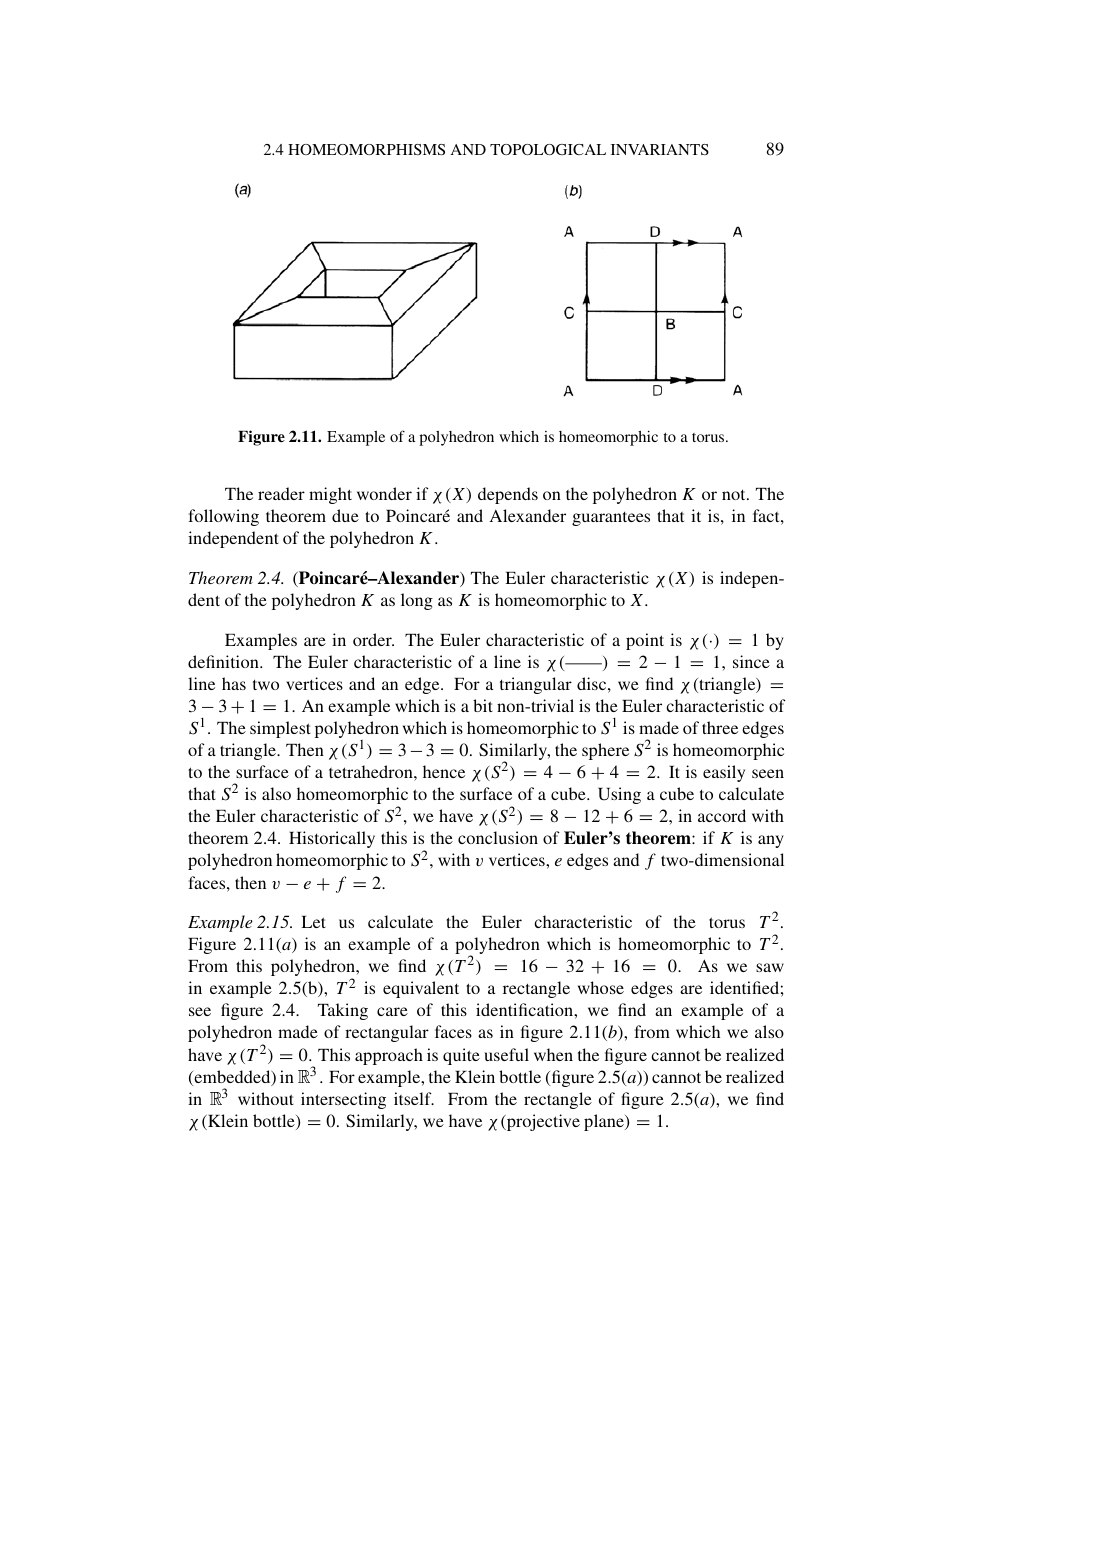 2.4 HOMEOMORPHISMS AND TOPOLOGICAL INVARIANTS 89
(a) (b)
A D A
C B C
A D A
Figure 2.11. Example of a polyhedron which is homeomorphic to a torus.
The reader might wonder if χ(X) depends on the polyhedron K or not. The
following theorem due to Poincaré and Alexander guarantees that it is, in fact,
independent of the polyhedron K.
Theorem 2.4. (Poincaré–Alexander) The Euler characteristic χ(X) is indepen-
dent of the polyhedron K as long as K is homeomorphic to X.
Examples are in order. The Euler characteristic of a point is χ(·) = 1 by
definition. The Euler characteristic of a line is χ(——) = 2 − 1 = 1, since a
line has two vertices and an edge. For a triangular disc, we find χ(triangle) =
3 − 3 + 1 = 1. An example which is a bit non-trivial is the Euler characteristic of
S¹. The simplest polyhedron which is homeomorphic to S¹ is made of three edges
of a triangle. Then χ(S¹) = 3 − 3 = 0. Similarly, the sphere S² is homeomorphic
to the surface of a tetrahedron, hence χ(S²) = 4 − 6 + 4 = 2. It is easily seen
that S² is also homeomorphic to the surface of a cube. Using a cube to calculate
the Euler characteristic of S², we have χ(S²) = 8 − 12 + 6 = 2, in accord with
theorem 2.4. Historically this is the conclusion of Euler's theorem: if K is any
polyhedron homeomorphic to S², with v vertices, e edges and f two-dimensional
faces, then v − e + f = 2.
Example 2.15. Let us calculate the Euler characteristic of the torus T².
Figure 2.11(a) is an example of a polyhedron which is homeomorphic to T².
From this polyhedron, we find χ(T²) = 16 − 32 + 16 = 0. As we saw
in example 2.5(b), T² is equivalent to a rectangle whose edges are identified;
see figure 2.4. Taking care of this identification, we find an example of a
polyhedron made of rectangular faces as in figure 2.11(b), from which we also
have χ(T²) = 0. This approach is quite useful when the figure cannot be realized
(embedded) in ℝ³. For example, the Klein bottle (figure 2.5(a)) cannot be realized
in ℝ³ without intersecting itself. From the rectangle of figure 2.5(a), we find
χ(Klein bottle) = 0. Similarly, we have χ(projective plane) = 1.